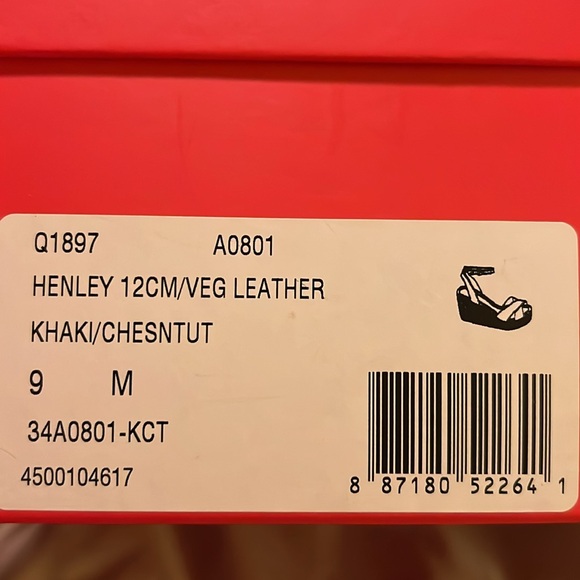 Q1897 A0801
HENLEY 12CM/VEG LEATHER
KHAKI/CHESNTUT
9 M
34A0801-KCT
4500104617
8 87180 52264 1